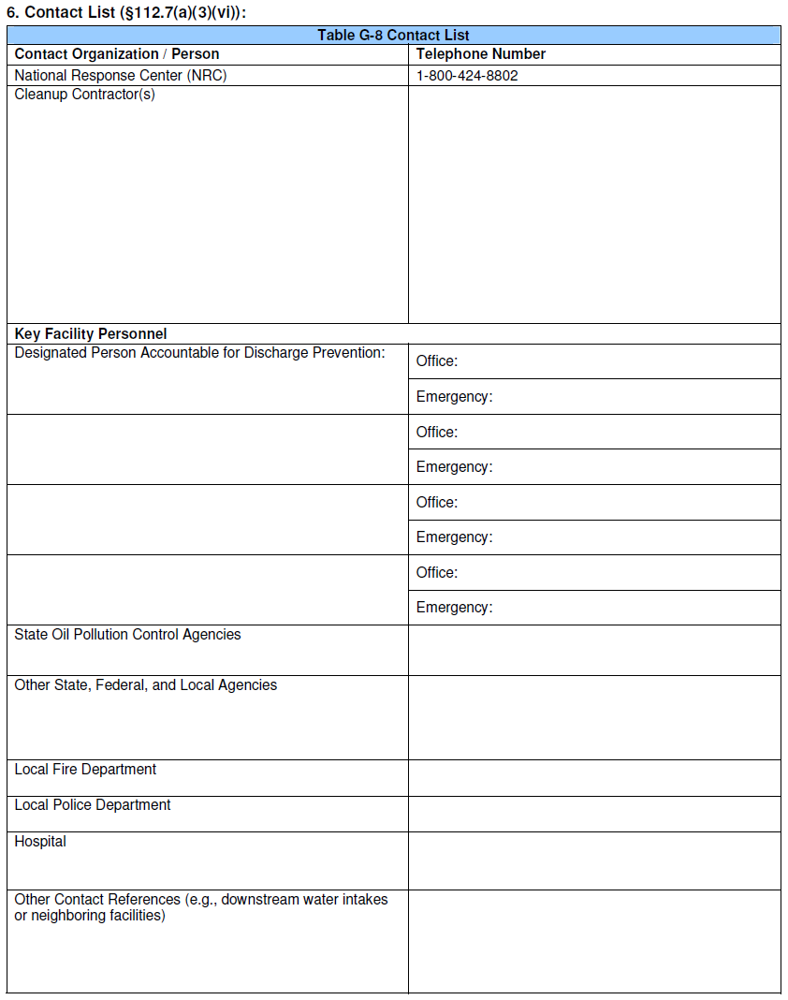 6. Contact List (§112.7(a)(3)(vi)):
Table G-8 Contact List
Contact Organization / Person Telephone Number
National Response Center (NRC) 1-800-424-8802
Cleanup Contractor(s)
Key Facility Personnel
Designated Person Accountable for Discharge Prevention:
Office:
Emergency:
Office:
Emergency:
Office:
Emergency:
Office:
Emergency:
State Oil Pollution Control Agencies
Other State, Federal, and Local Agencies
Local Fire Department
Local Police Department
Hospital
Other Contact References (e.g., downstream water intakes
or neighboring facilities)